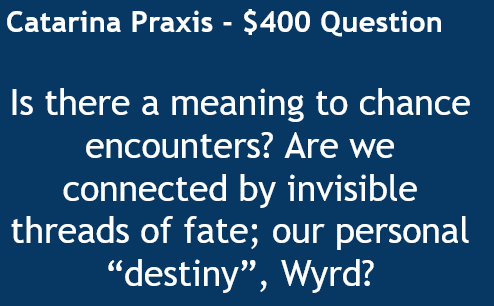 Catarina Praxis - $400 Question
Is there a meaning to chance
encounters? Are we
connected by invisible
threads of fate; our personal
“destiny”, Wyrd?